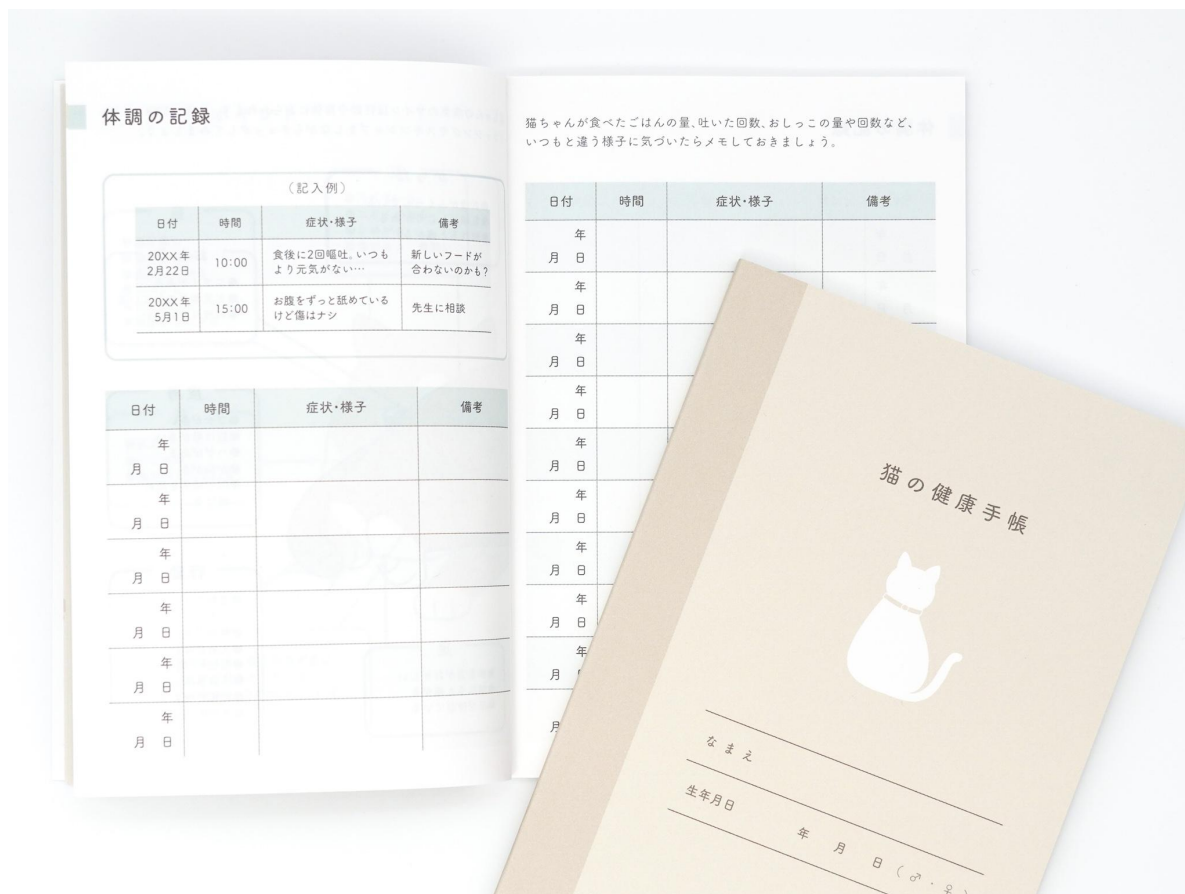 体調の記録
(記入例)
日付 時間 症状・様子 備考
20XX年
2月22日
10:00
食後に2回嘔吐。いつも
より元気がない…
新しいフードが
合わないのかも?
20XX年
5月1日
15:00
お腹をずっと舐めている
けど傷はナシ
先生に相談
日付 時間 症状・様子 備考
年
月 日
年
月 日
年
月 日
年
月 日
年
月 日
年
月 日
猫ちゃんが食べたごはんの量、吐いた回数、おしっこの量や回数など、
いつもと違う様子に気づいたらメモしておきましょう。
日付 時間 症状・様子 備考
年
月 日
年
月 日
年
月 日
年
月 日
年
月 日
年
月 日
年
月 日
年
月 日
年
月
月
猫の健康手帳
なまえ
生年月日 年 月 日 (♂・♀)